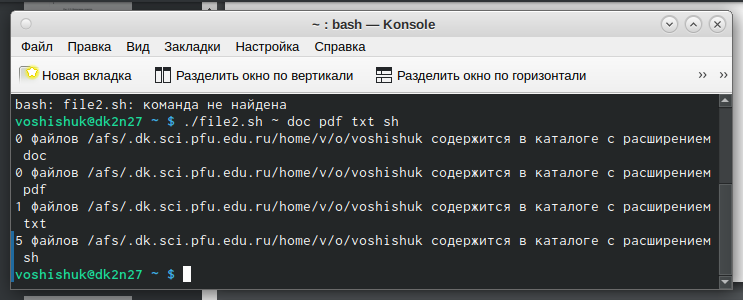 ~ : bash — Konsole
Файл Правка Вид Закладки Настройка Справка
Новая вкладка Разделить окно по вертикали Разделить окно по горизонтали ›› ››
bash: file2.sh: команда не найдена
voshishuk@dk2n27 ~ $ ./file2.sh ~ doc pdf txt sh
0 файлов /afs/.dk.sci.pfu.edu.ru/home/v/o/voshishuk содержится в каталоге с расширением
doc
0 файлов /afs/.dk.sci.pfu.edu.ru/home/v/o/voshishuk содержится в каталоге с расширением
pdf
1 файлов /afs/.dk.sci.pfu.edu.ru/home/v/o/voshishuk содержится в каталоге с расширением
txt
5 файлов /afs/.dk.sci.pfu.edu.ru/home/v/o/voshishuk содержится в каталоге с расширением
sh
voshishuk@dk2n27 ~ $